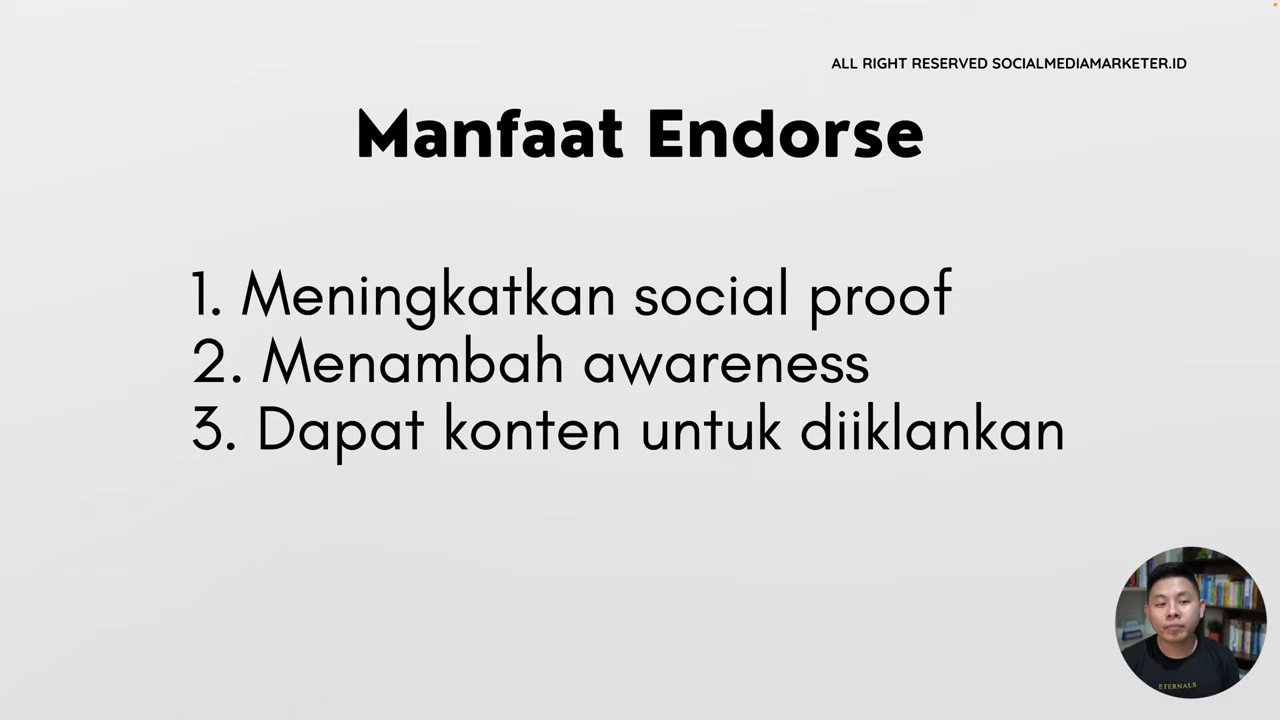 ALL RIGHT RESERVED SOCIALMEDIAMARKETER.ID
Manfaat Endorse
1. Meningkatkan social proof
2. Menambah awareness
3. Dapat konten untuk diiklankan
ETERNALS